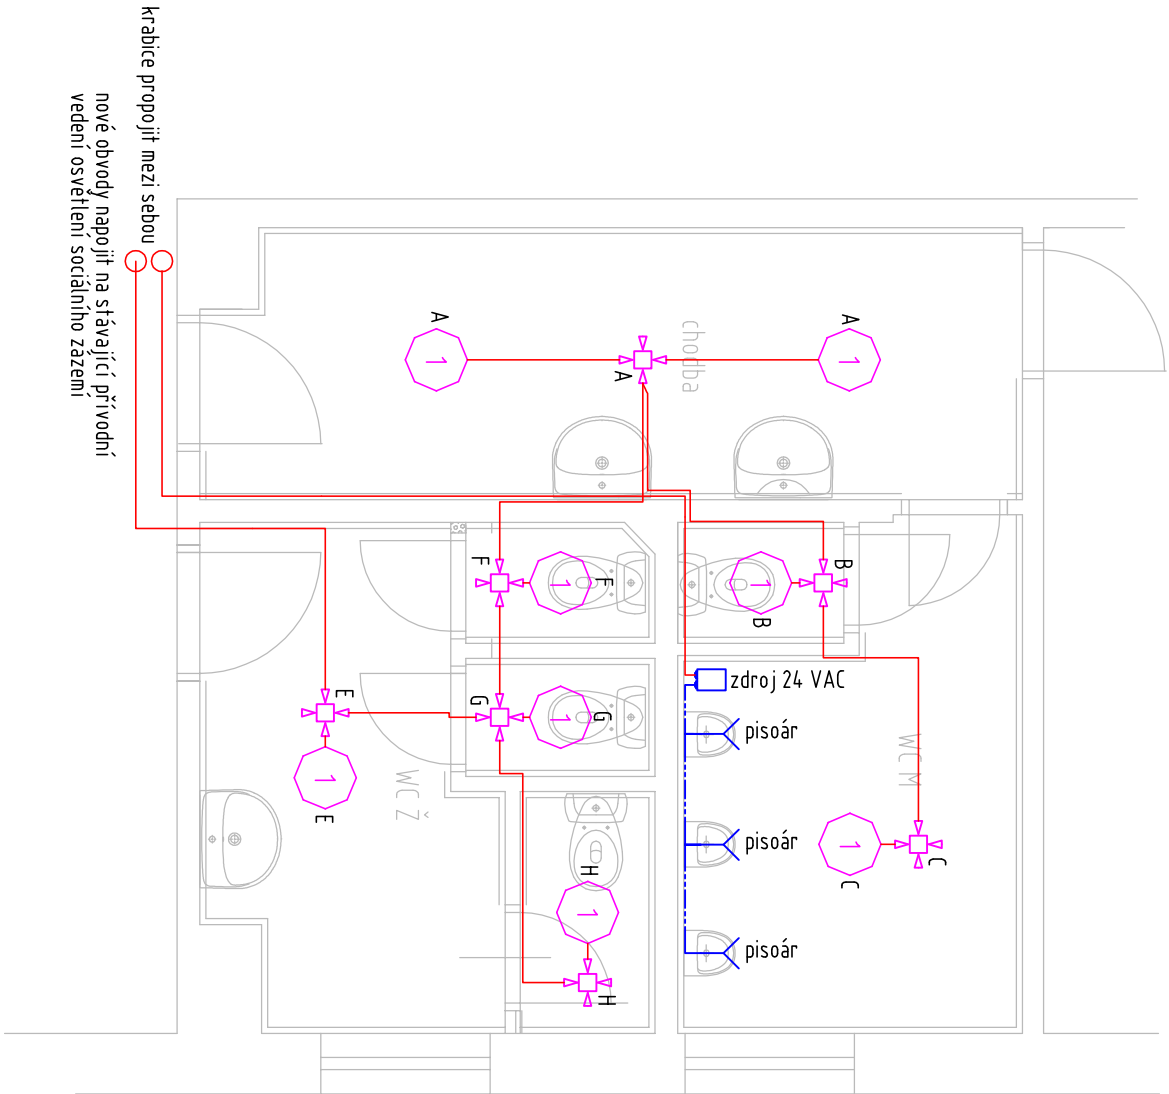 krabice propojit mezi sebou
nové obvody napojit na stávající přívodní
vedení osvětlení sociálního zázemí
A
1
A
chodba
A
1
F
1
F
B
1
B
G
1
G
E
1
E
WC Ž
H
1
H
zdroj 24 VAC
pisoár
pisoár
pisoár
WC M
C
1
C